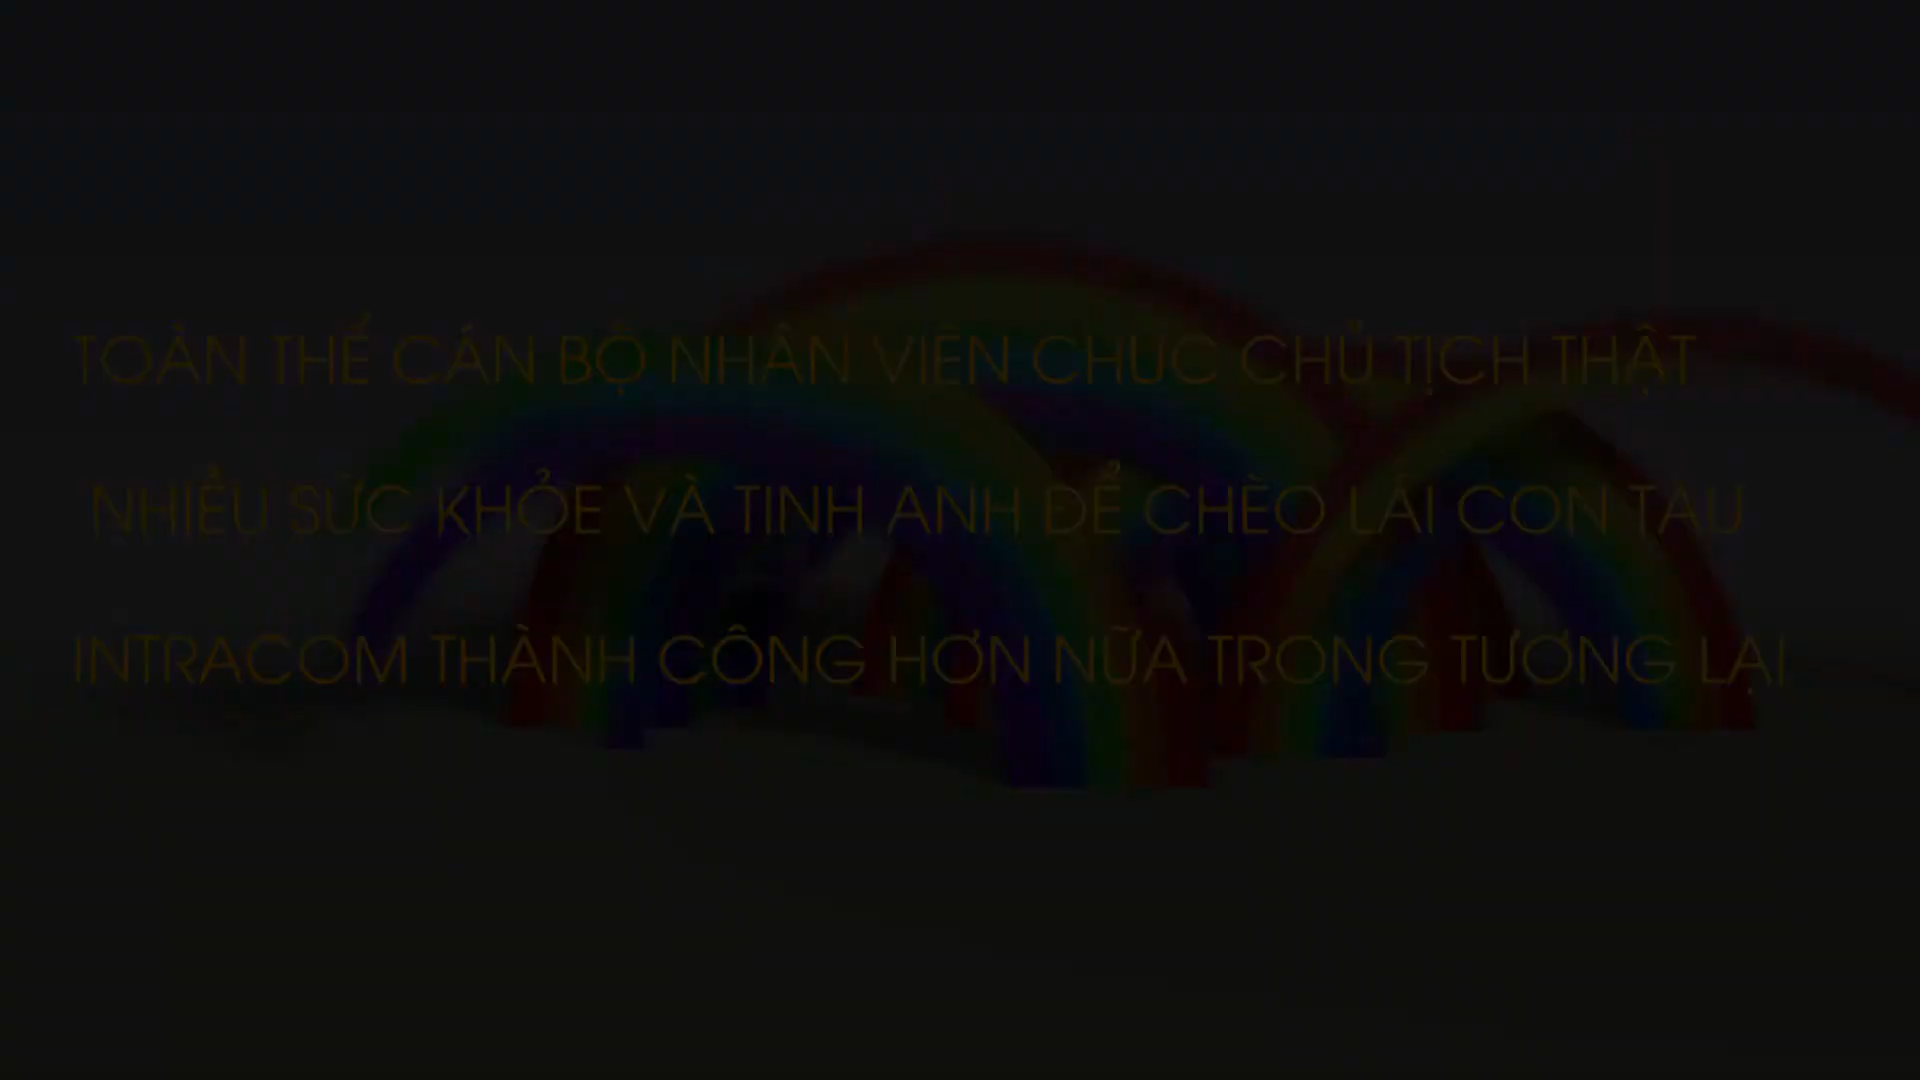 TOÀN THỂ CÁN BỘ NHÂN VIÊN CHÚC CHỦ TỊCH THẬT
NHIỀU SỨC KHỎE VÀ TINH ANH ĐỂ CHÈO LÁI CON TÀU
INTRACOM THÀNH CÔNG HƠN NỮA TRONG TƯƠNG LẠI